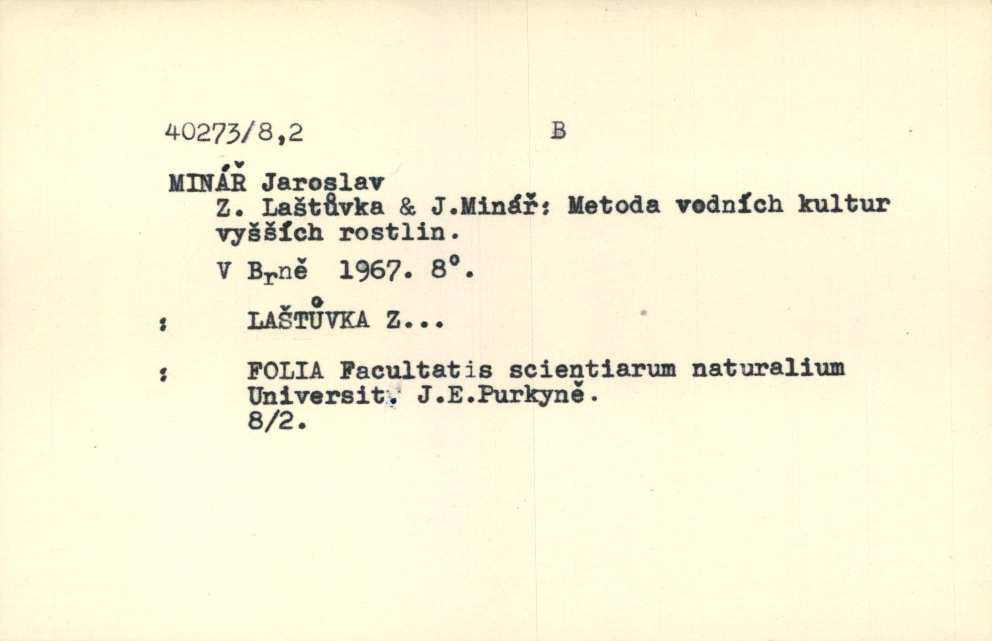 40273/8,2 B
MINÁŘ Jaroslav
Z. Laštůvka & J.Minář: Metoda vodních kultur
vyšších rostlin.
V Brně 1967. 8°.
: LAŠTŮVKA Z...
: FOLIA Facultatis scientiarum naturalium
Universit. J.E.Purkyně.
8/2.